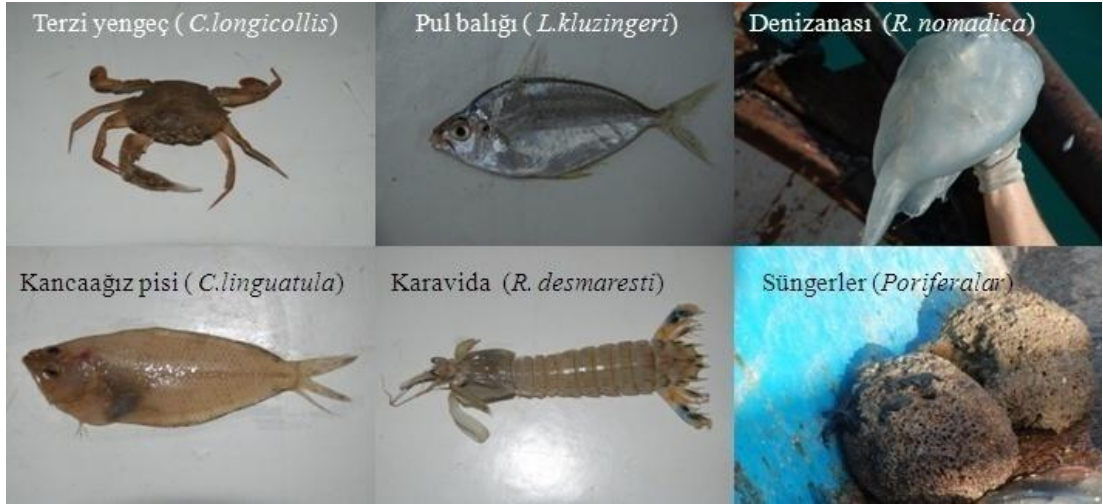 Terzi yengeç ( C.longicollis)
Pul balığı ( L.kluzingeri)
Denizanası (R. nomadica)
Kancaağız pisi ( C.linguatula)
Karavida (R. desmaresti)
Süngerler (Poriferalar)